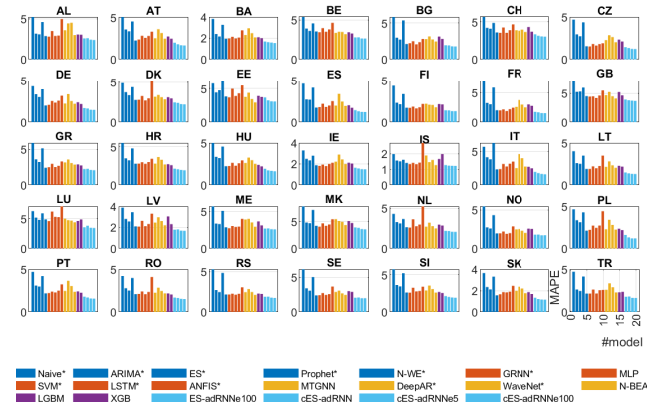 AL AT BA BE BG CH CZ
5 0 5 0 4 2 0 5 0 5 0 5 0 5 0
DE DK EE ES FI FR GB
5 0 5 0 5 0 5 0 5 0 5 0 5 0
GR HR HU IE IS IT LT
5 0 5 0 5 0 4 2 0 2 1 0 5 0 5 0
LU LV ME MK NL NO PL
5 0 4 2 0 5 0 5 0 5 0 5 0 5 0
PT RO RS SE SI SK TR
5 0 5 0 5 0 5 0 5 0 4 2 0 MAPE 5 0
0 5 10 15 20
#model
Naive* ARIMA* ES* Prophet* N-WE* GRNN* MLP
SVM* LSTM* ANFIS* MTGNN DeepAR* WaveNet* N-BEA
LGBM XGB ES-adRNNe100 cES-adRNN cES-adRNNe5 cES-adRNNe100